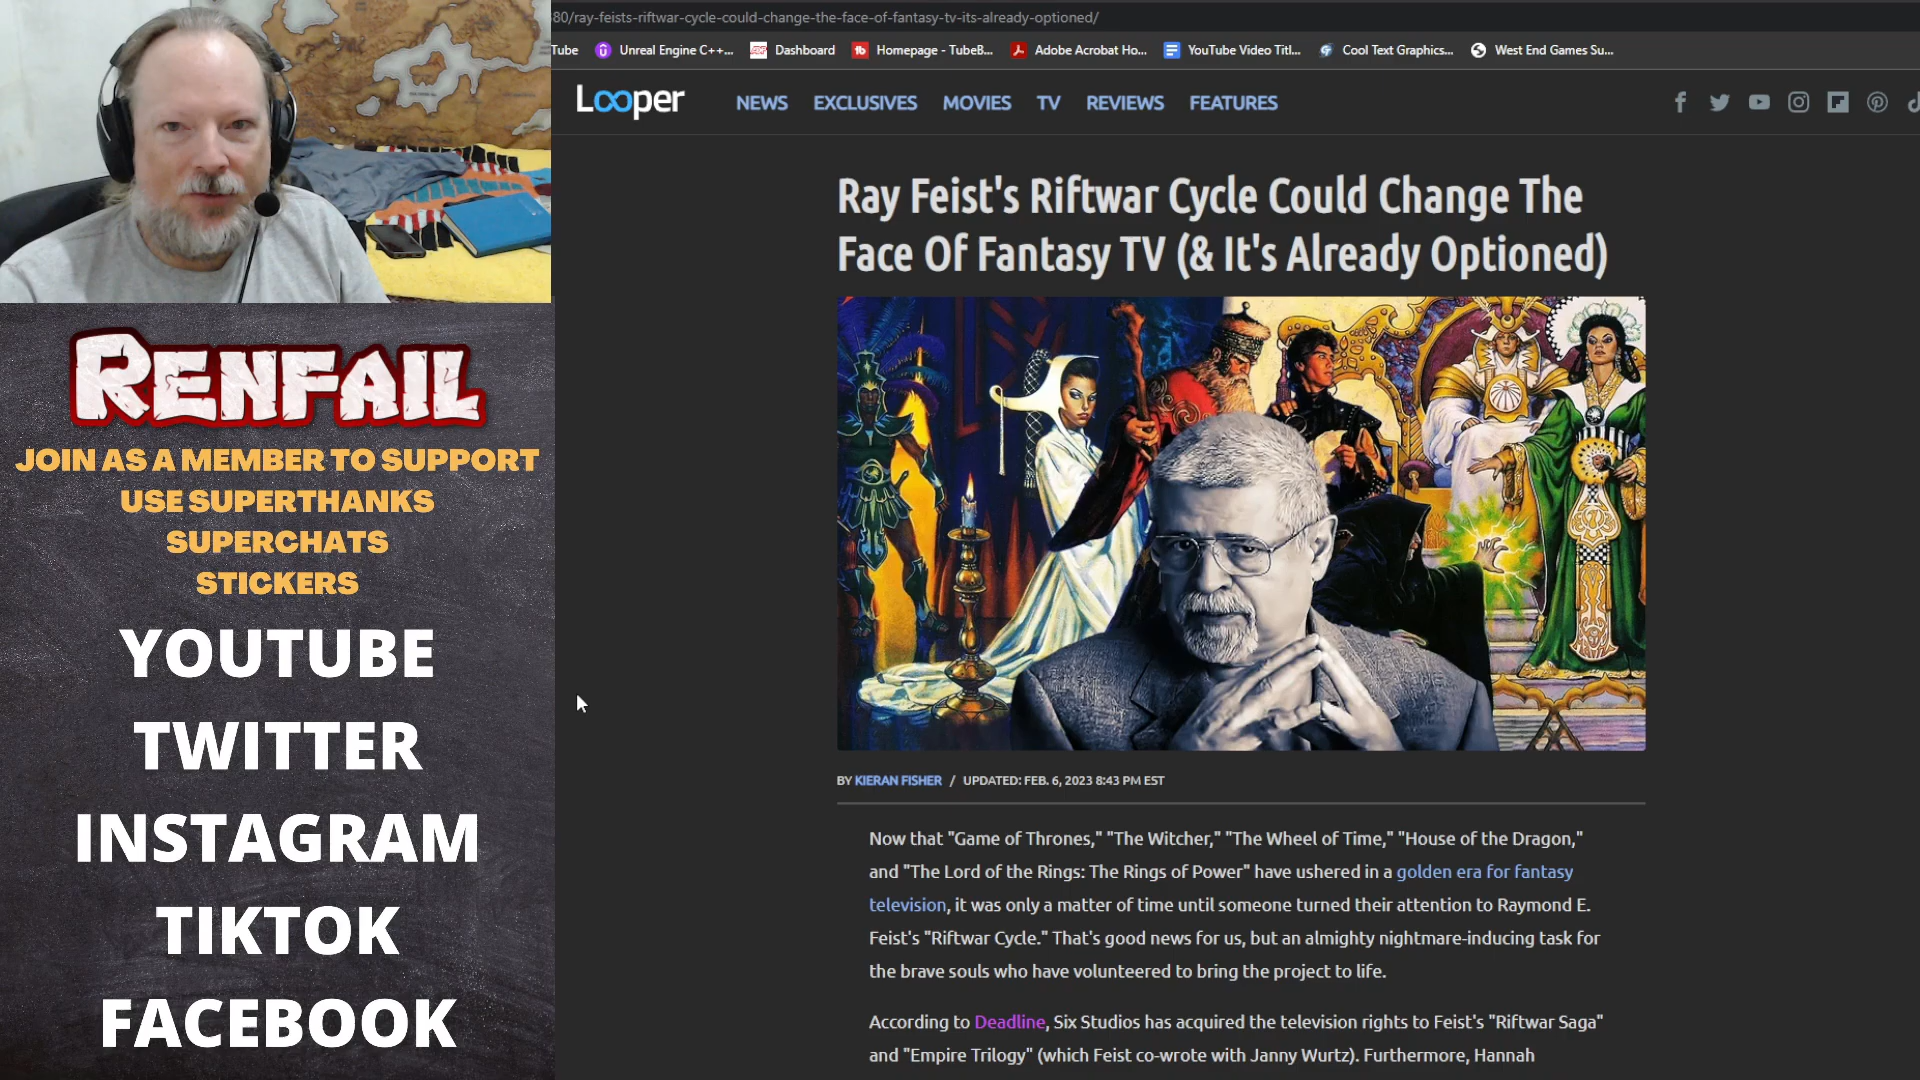 80/ray-feists-riftwar-cycle-could-change-the-face-of-fantasy-tv-its-already-optioned/
Tube
Unreal Engine C++...
Dashboard
Homepage - TubeB...
Adobe Acrobat Ho...
YouTube Video Titl...
Cool Text Graphics...
West End Games Su...
Looper
NEWS
EXCLUSIVES
MOVIES
TV
REVIEWS
FEATURES
Ray Feist's Riftwar Cycle Could Change The
Face Of Fantasy TV (& It's Already Optioned)
RENFAIL
JOIN AS A MEMBER TO SUPPORT
USE SUPERTHANKS
SUPERCHATS
STICKERS
YOUTUBE
TWITTER
INSTAGRAM
TIKTOK
FACEBOOK
BY KIERAN FISHER / UPDATED: FEB. 6, 2023 8:43 PM EST
Now that "Game of Thrones," "The Witcher," "The Wheel of Time," "House of the Dragon,"
and "The Lord of the Rings: The Rings of Power" have ushered in a golden era for fantasy
television, it was only a matter of time until someone turned their attention to Raymond E.
Feist's "Riftwar Cycle." That's good news for us, but an almighty nightmare-inducing task for
the brave souls who have volunteered to bring the project to life.
According to Deadline, Six Studios has acquired the television rights to Feist's "Riftwar Saga"
and "Empire Trilogy" (which Feist co-wrote with Janny Wurtz). Furthermore, Hannah